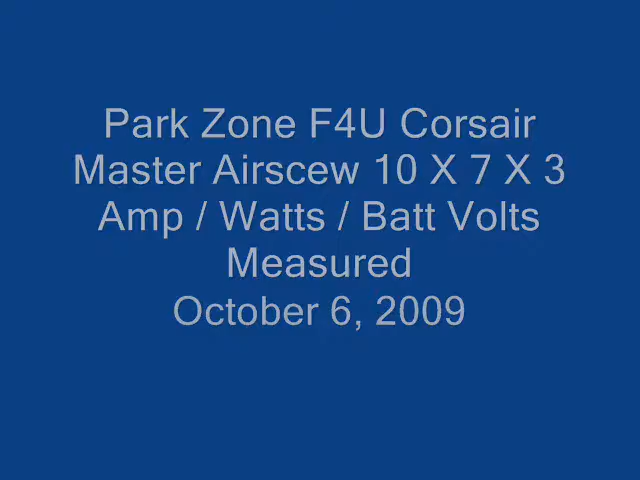 Park Zone F4U Corsair
Master Airscew 10 X 7 X 3
Amp / Watts / Batt Volts
Measured
October 6, 2009